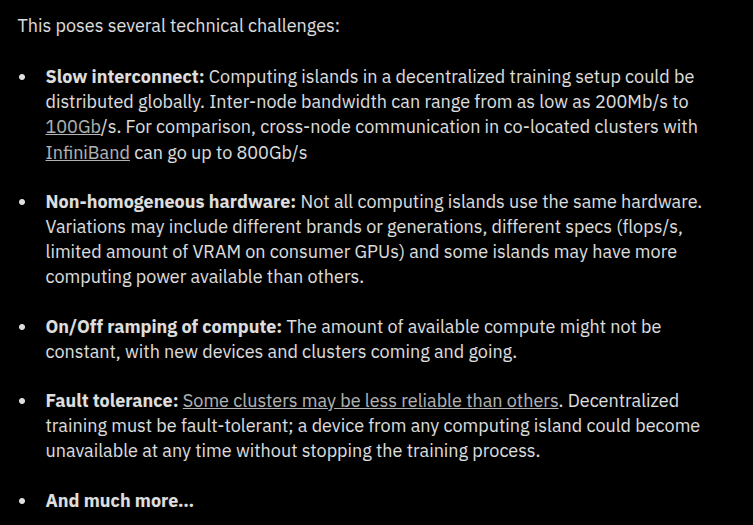 This poses several technical challenges:
• Slow interconnect: Computing islands in a decentralized training setup could be
distributed globally. Inter-node bandwidth can range from as low as 200Mb/s to
100Gb/s. For comparison, cross-node communication in co-located clusters with
InfiniBand can go up to 800Gb/s
• Non-homogeneous hardware: Not all computing islands use the same hardware.
Variations may include different brands or generations, different specs (flops/s,
limited amount of VRAM on consumer GPUs) and some islands may have more
computing power available than others.
• On/Off ramping of compute: The amount of available compute might not be
constant, with new devices and clusters coming and going.
• Fault tolerance: Some clusters may be less reliable than others. Decentralized
training must be fault-tolerant; a device from any computing island could become
unavailable at any time without stopping the training process.
• And much more...